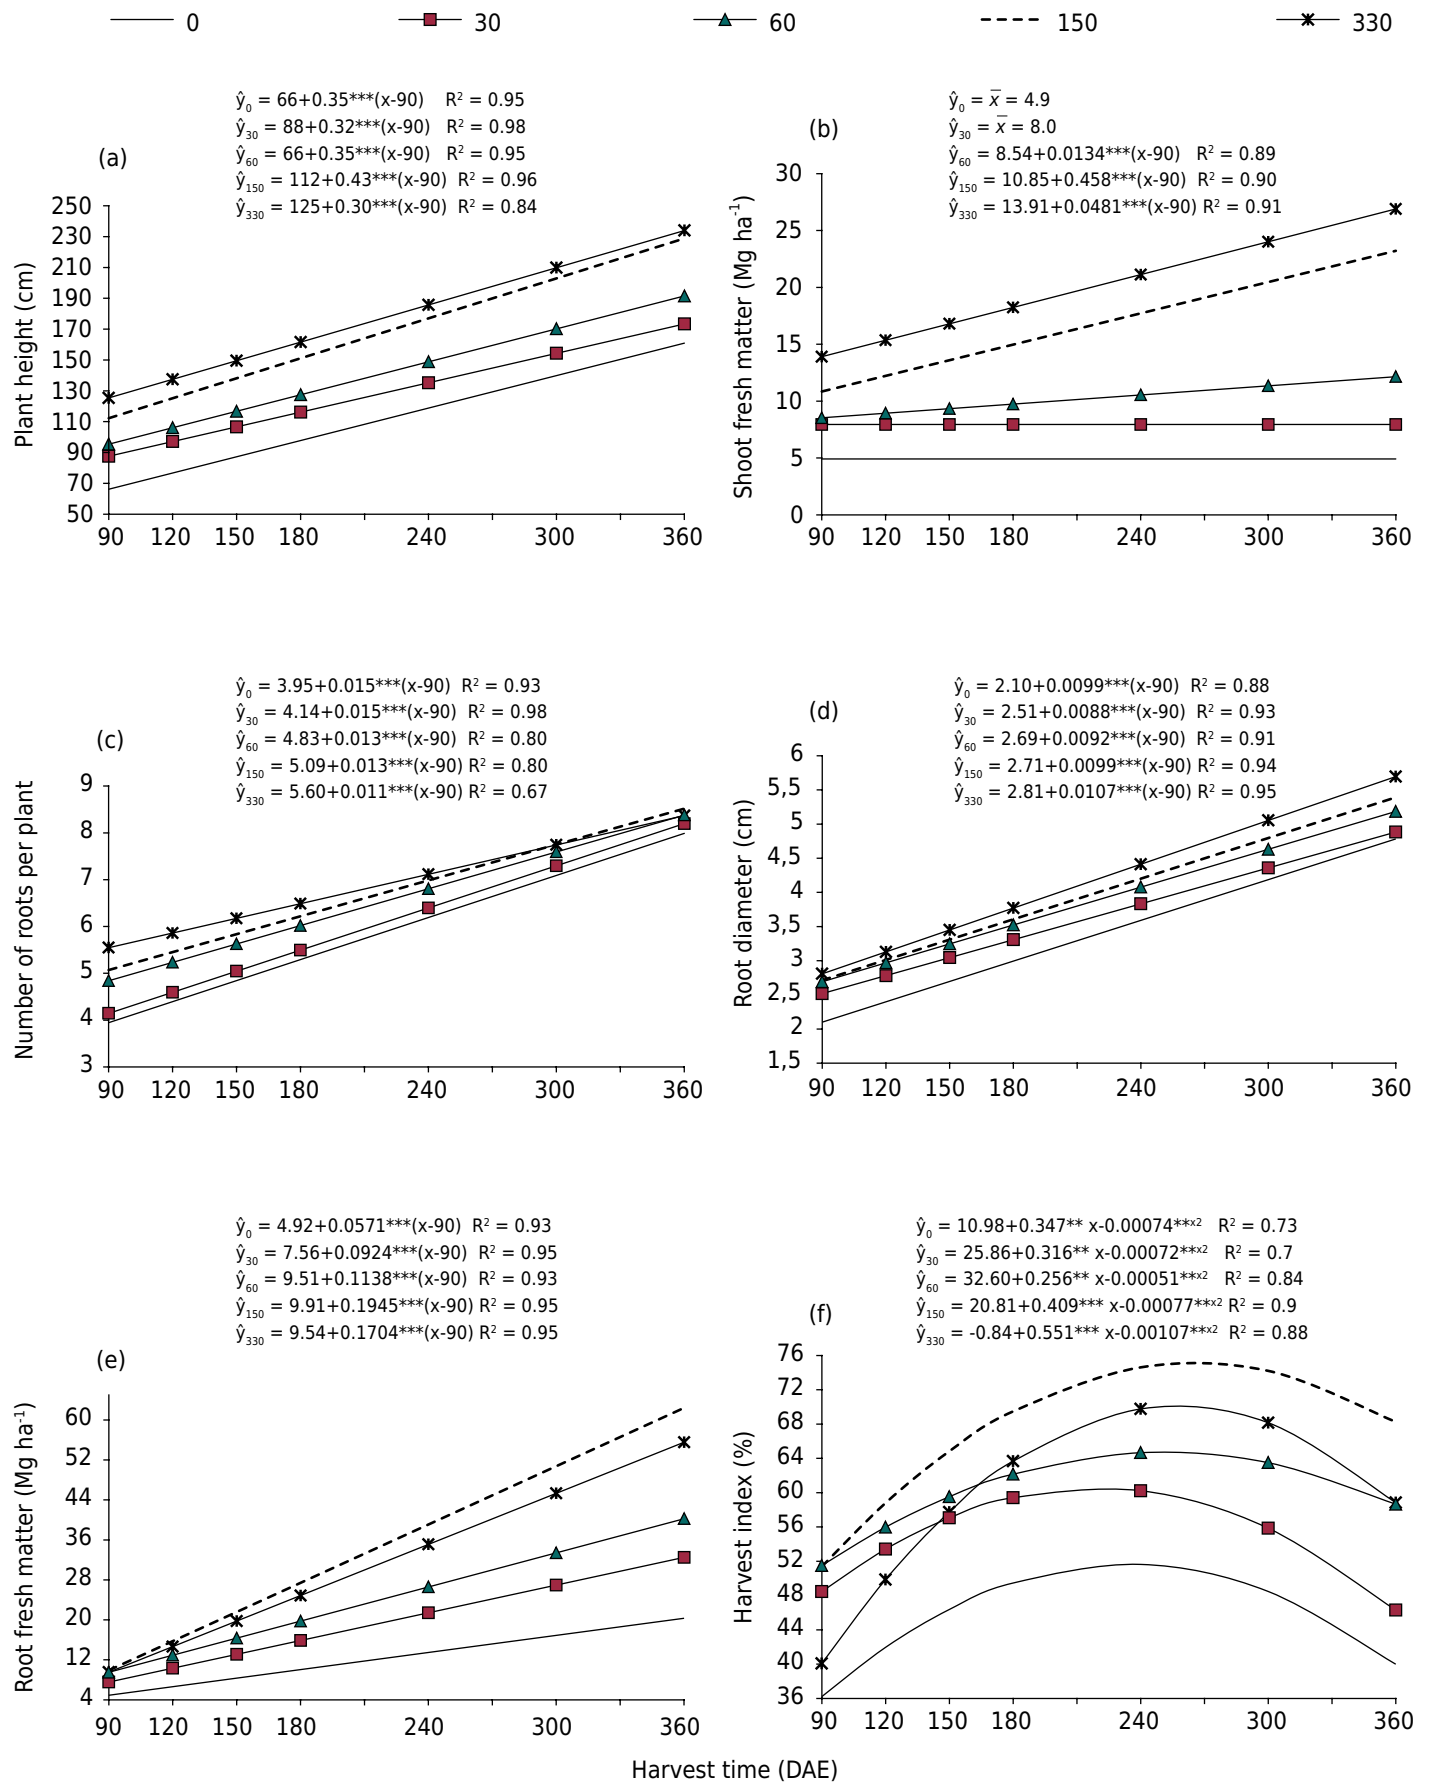 0 30 60 150 330
ŷ0 = 66+0.35***(x-90) R² = 0.95
ŷ30 = 88+0.32***(x-90) R² = 0.98
ŷ60 = 66+0.35***(x-90) R² = 0.95
ŷ150 = 112+0.43***(x-90) R² = 0.96
ŷ330 = 125+0.30***(x-90) R² = 0.84
(a)
Plant height (cm)
250
230
210
190
170
150
130
110
90
70
50
90 120 150 180 240 300 360
ŷ0 = x̅ = 4.9
ŷ30 = x̅ = 8.0
ŷ60 = 8.54+0.0134***(x-90) R² = 0.89
ŷ150 = 10.85+0.458***(x-90) R² = 0.90
ŷ330 = 13.91+0.0481***(x-90) R² = 0.91
(b)
Shoot fresh matter (Mg ha⁻¹)
30
25
20
15
10
5
0
90 120 150 180 240 300 360
ŷ0 = 3.95+0.015***(x-90) R² = 0.93
ŷ30 = 4.14+0.015***(x-90) R² = 0.98
ŷ60 = 4.83+0.013***(x-90) R² = 0.80
ŷ150 = 5.09+0.013***(x-90) R² = 0.80
ŷ330 = 5.60+0.011***(x-90) R² = 0.67
(c)
Number of roots per plant
9
8
7
6
5
4
3
90 120 150 180 240 300 360
ŷ0 = 2.10+0.0099***(x-90) R² = 0.88
ŷ30 = 2.51+0.0088***(x-90) R² = 0.93
ŷ60 = 2.69+0.0092***(x-90) R² = 0.91
ŷ150 = 2.71+0.0099***(x-90) R² = 0.94
ŷ330 = 2.81+0.0107***(x-90) R² = 0.95
(d)
Root diameter (cm)
6
5,5
5
4,5
4
3,5
3
2,5
2
1,5
90 120 150 180 240 300 360
ŷ0 = 4.92+0.0571***(x-90) R² = 0.93
ŷ30 = 7.56+0.0924***(x-90) R² = 0.95
ŷ60 = 9.51+0.1138***(x-90) R² = 0.93
ŷ150 = 9.91+0.1945***(x-90) R² = 0.95
ŷ330 = 9.54+0.1704***(x-90) R² = 0.95
(e)
Root fresh matter (Mg ha⁻¹)
60
52
44
36
28
20
12
4
90 120 150 180 240 300 360
ŷ0 = 10.98+0.347** x-0.00074**x2 R² = 0.73
ŷ30 = 25.86+0.316** x-0.00072**x2 R² = 0.7
ŷ60 = 32.60+0.256** x-0.00051**x2 R² = 0.84
ŷ150 = 20.81+0.409*** x-0.00077**x2 R² = 0.9
ŷ330 = -0.84+0.551*** x-0.00107**x2 R² = 0.88
(f)
Harvest index (%)
76
72
68
64
60
56
52
48
44
40
36
90 120 150 180 240 300 360
Harvest time (DAE)